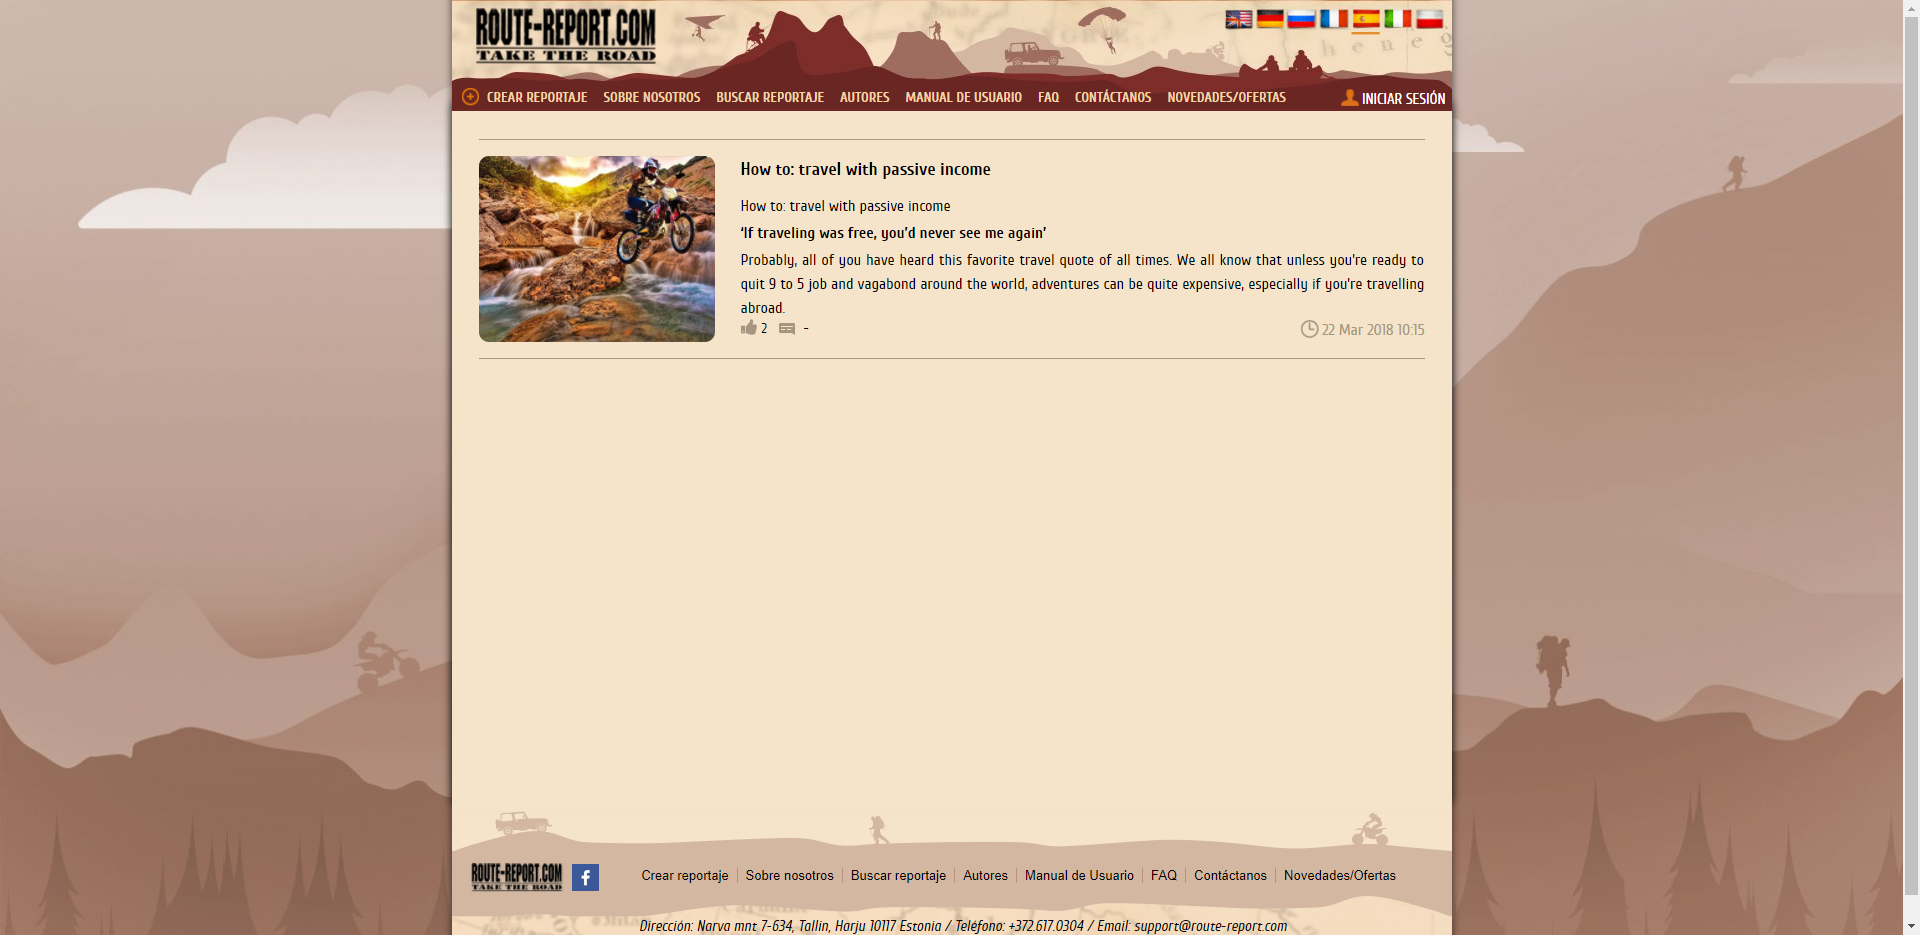 ROUTE-REPORT.COM
TAKE THE ROAD
CREAR REPORTAJE SOBRE NOSOTROS BUSCAR REPORTAJE AUTORES MANUAL DE USUARIO FAQ CONTÁCTANOS NOVEDADES/OFERTAS INICIAR SESIÓN
How to: travel with passive income
How to: travel with passive income
‘If traveling was free, you’d never see me again’
Probably, all of you have heard this favorite travel quote of all times. We all know that unless you’re ready to
quit 9 to 5 job and vagabond around the world, adventures can be quite expensive, especially if you’re travelling
abroad.
2 - 22 Mar 2018 10:15
ROUTE-REPORT.COM
TAKE THE ROAD
Crear reportaje Sobre nosotros Buscar reportaje Autores Manual de Usuario FAQ Contáctanos Novedades/Ofertas
Dirección: Narva mnt 7-634, Tallin, Harju 10117 Estonia / Teléfono: +372.617.0304 / Email: support@route-report.com